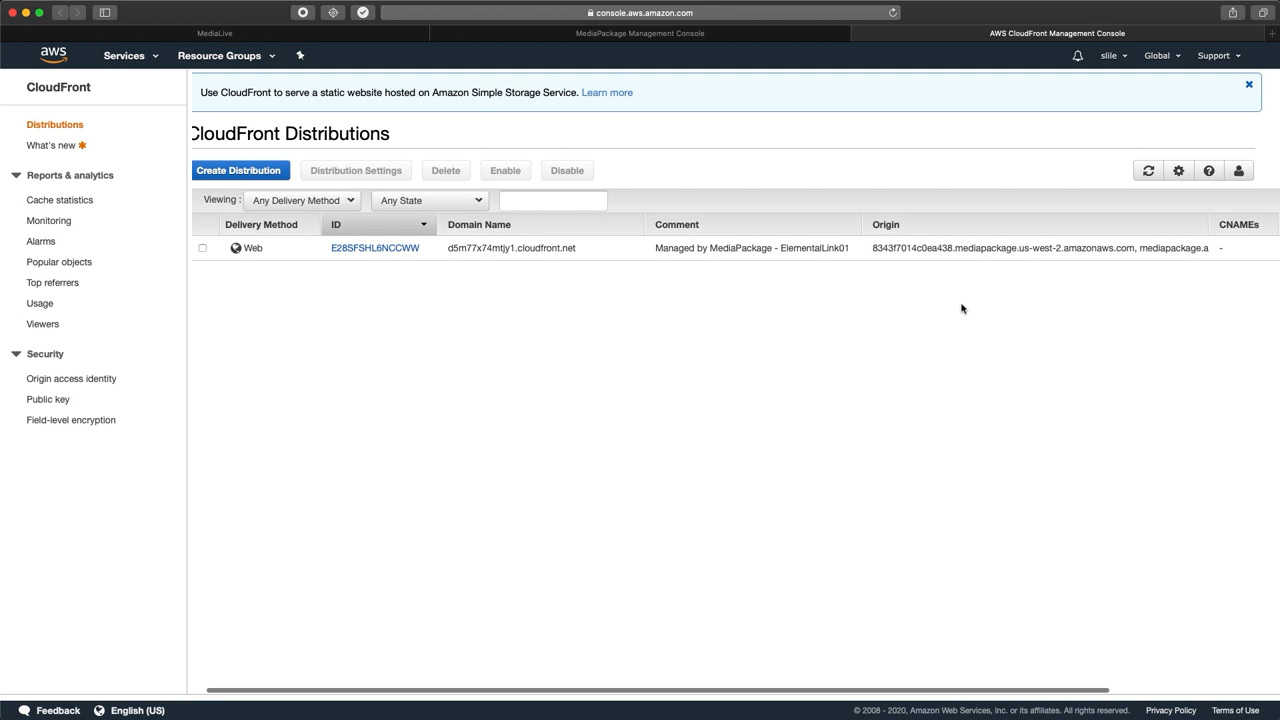 console.aws.amazon.com
MediaLive
MediaPackage Management Console
AWS CloudFront Management Console
aws
Services
Resource Groups
slile
Global
Support
CloudFront
Distributions
What's new
Reports & analytics
Cache statistics
Monitoring
Alarms
Popular objects
Top referrers
Usage
Viewers
Security
Origin access identity
Public key
Field-level encryption
Use CloudFront to serve a static website hosted on Amazon Simple Storage Service. Learn more
CloudFront Distributions
Create Distribution
Distribution Settings
Delete
Enable
Disable
Viewing : Any Delivery Method Any State
Delivery Method ID Domain Name Comment Origin CNAMEs
Web E28SFSHL6NCCWW d5m77x74mtjy1.cloudfront.net Managed by MediaPackage - ElementalLink01 8343f7014c0ea438.mediapackage.us-west-2.amazonaws.com, mediapackage.a -
Feedback
English (US)
© 2008 - 2020, Amazon Web Services, Inc. or its affiliates. All rights reserved.
Privacy Policy
Terms of Use